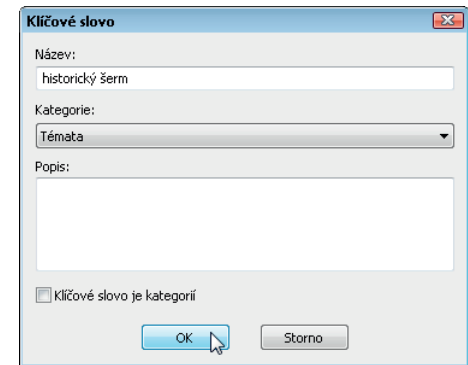 Klíčové slovo
Název:
historický šerm
Kategorie:
Témata
Popis:
Klíčové slovo je kategorií
OK
Storno